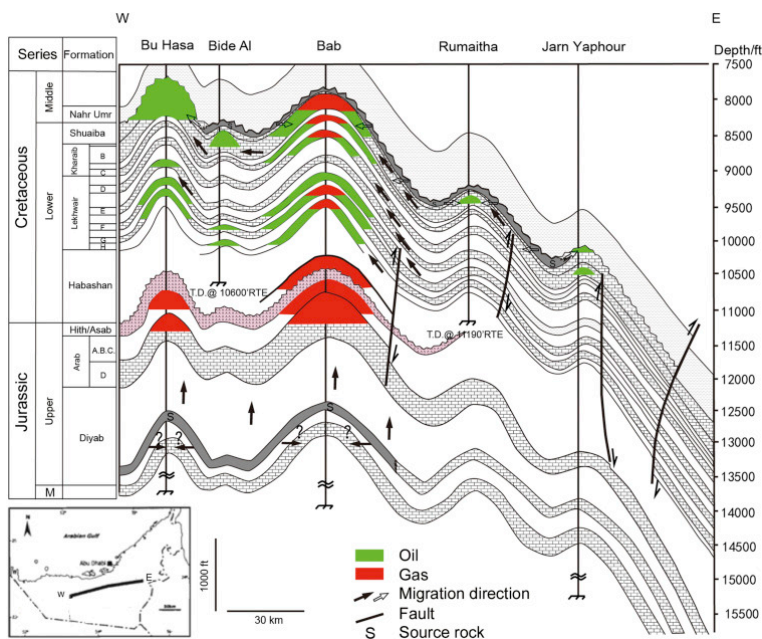 W
E
Bu Hasa
Bide Al
Bab
Rumaitha
Jarn Yaphour
Series
Formation
Depth/ft
Cretaceous
Middle
Lower
Nahr Umr
Shuaiba
Kharaib
B
C
Lekhwair
D
E
F
G
H
Habashan
Jurassic
Upper
Hith/Asab
Arab
A.B.C.
D
Diyab
M
7500
8000
8500
9000
9500
10000
10500
11000
11500
12000
12500
13000
13500
14000
14500
15000
15500
T.D.@ 10600'RTE
T.D.@ 11190'RTE
S
S
S
? ?
? ?
N
Arabian Gulf
Abu Dhabi
W
E
1000 ft
30 km
Oil
Gas
Migration direction
Fault
S Source rock